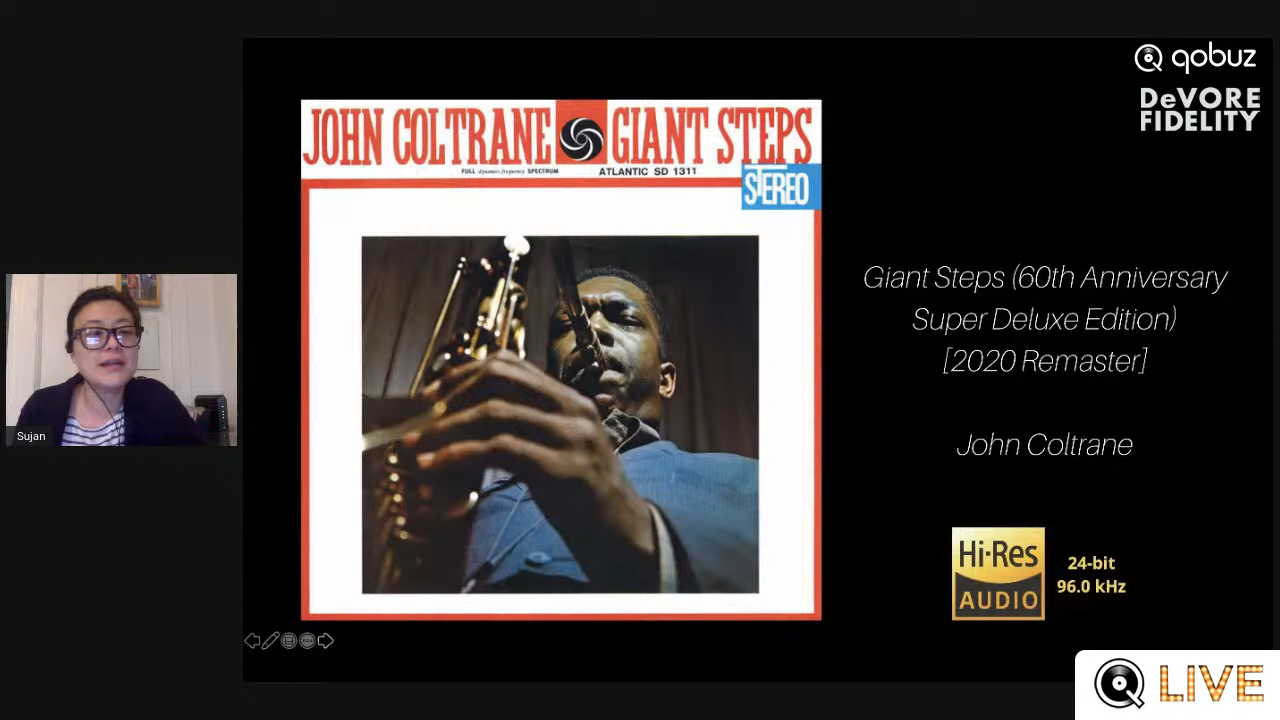 qobuz
DeVORE
FIDELITY
JOHN COLTRANE GIANT STEPS
FULL dynamics-frequency SPECTRUM
ATLANTIC SD 1311
STEREO
Giant Steps (60th Anniversary
Super Deluxe Edition)
[2020 Remaster]
John Coltrane
Sujan
Hi-Res
AUDIO
24-bit
96.0 kHz
LIVE